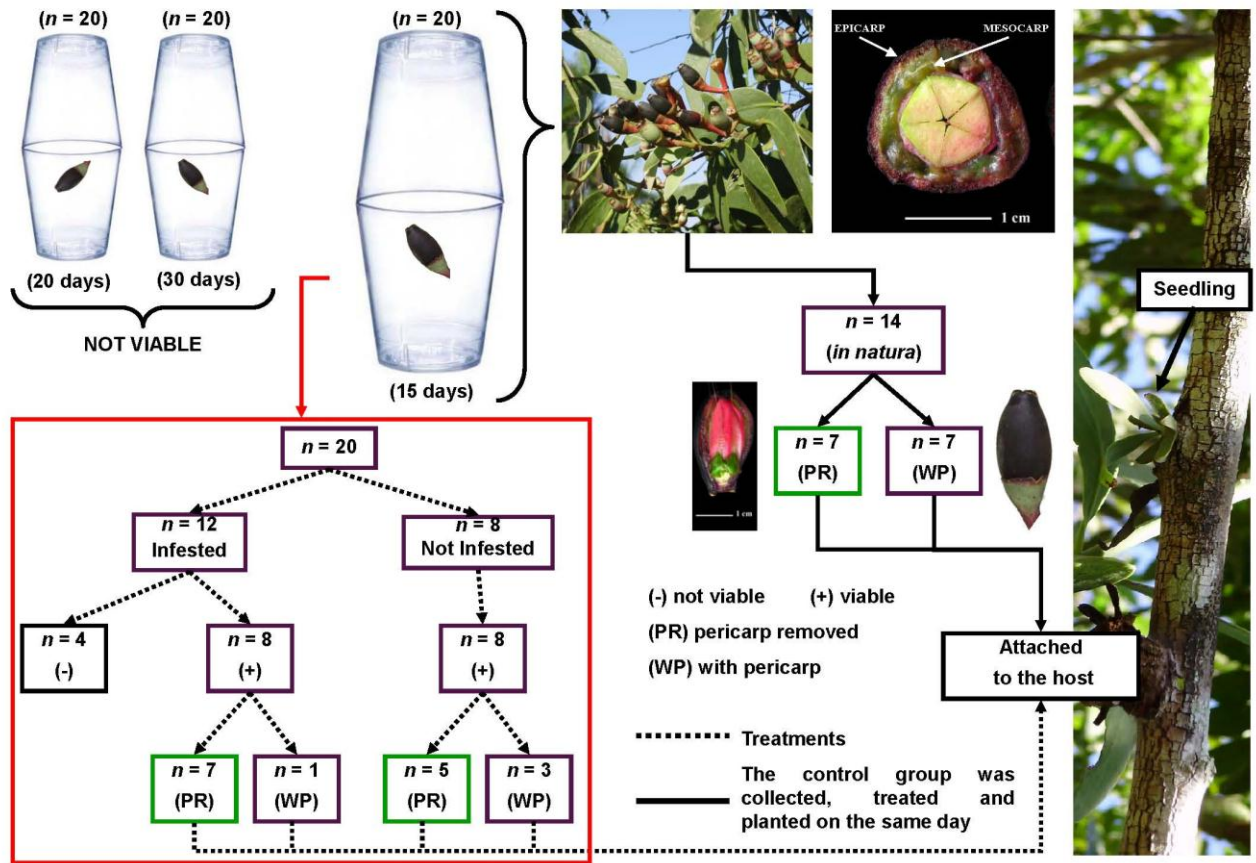 (n = 20)
(n = 20)
(n = 20)
(20 days)
(30 days)
NOT VIABLE
(15 days)
EPICARP
MESOCARP
1 cm
Seedling
n = 14
(in natura)
n = 7
(PR)
n = 7
(WP)
1 cm
n = 20
n = 12
Infested
n = 8
Not Infested
n = 4
(-)
n = 8
(+)
n = 8
(+)
n = 7
(PR)
n = 1
(WP)
n = 5
(PR)
n = 3
(WP)
(-) not viable (+) viable
(PR) pericarp removed
(WP) with pericarp
Attached
to the host
Treatments
The control group was
collected, treated and
planted on the same day